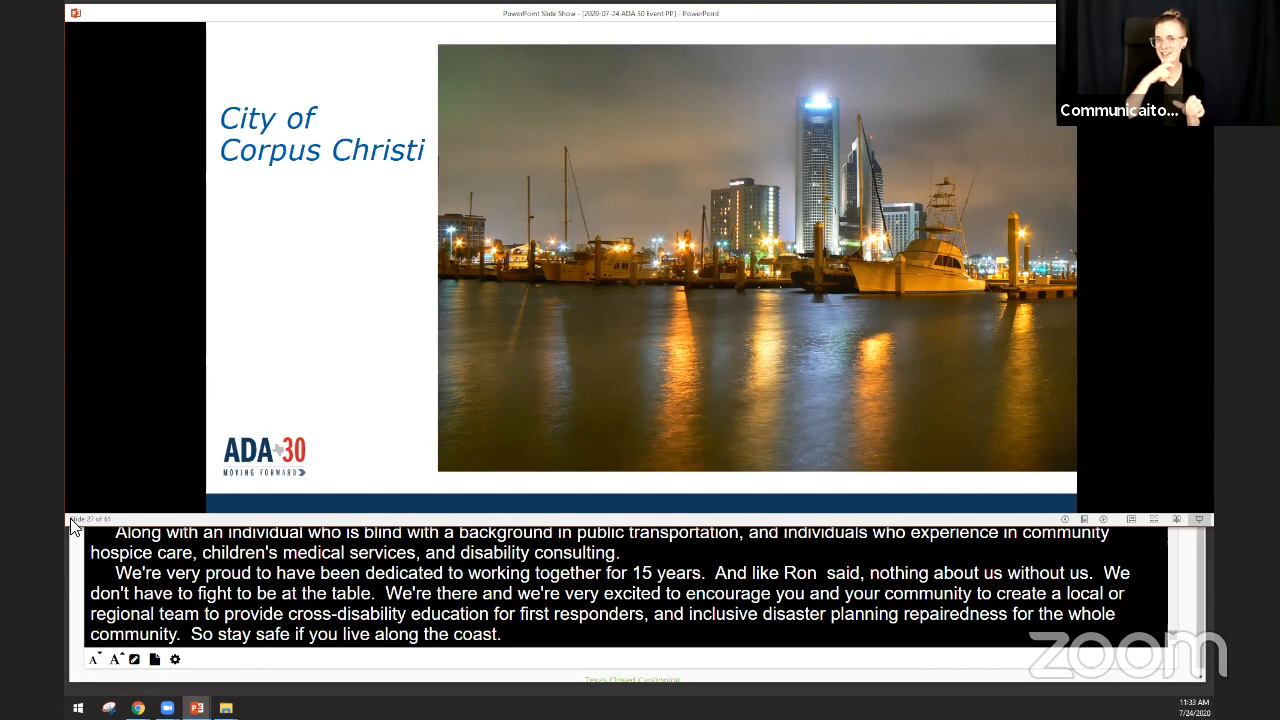 PowerPoint Slide Show - [2020-07-24 ADA 30 Event PP] - PowerPoint
City of
Corpus Christi
Communicaito...
ADA 30
MOVING FORWARD
Slide 27 of 61
Along with an individual who is blind with a background in public transportation, and individuals who experience in community
hospice care, children's medical services, and disability consulting.
We're very proud to have been dedicated to working together for 15 years.  And like Ron  said, nothing about us without us.  We
don't have to fight to be at the table.  We're there and we're very excited to encourage you and your community to create a local or
regional team to provide cross-disability education for first responders, and inclusive disaster planning repairedness for the whole
community.  So stay safe if you live along the coast.
A A
zoom
Texas Closed Captioning
11:33 AM
7/24/2020